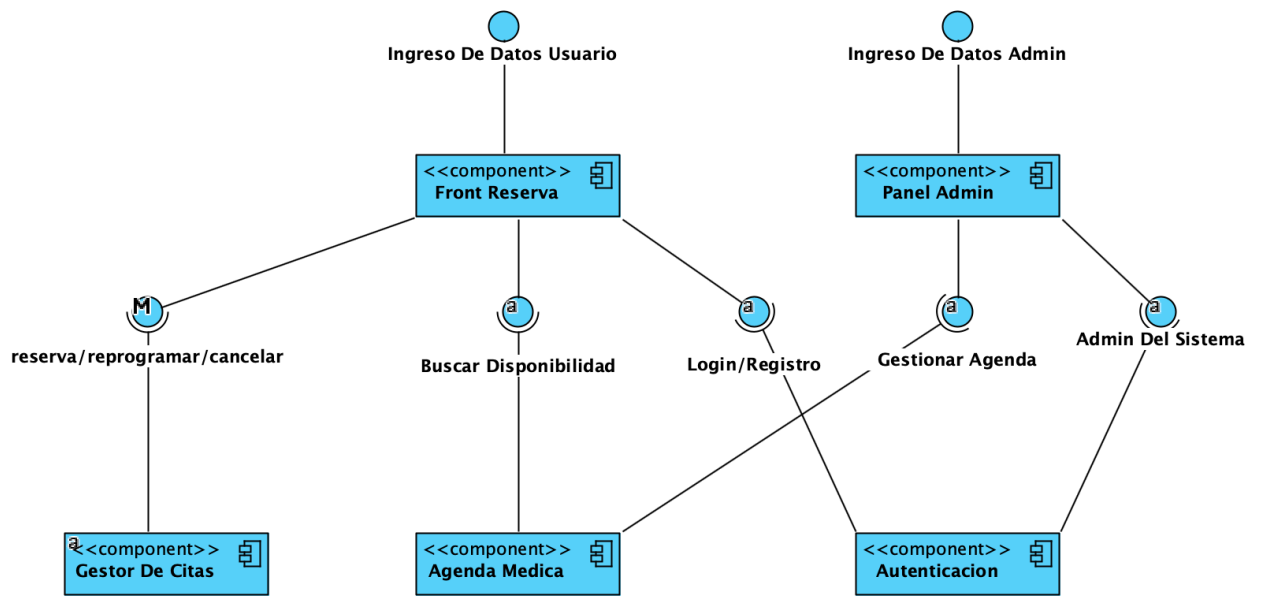 Ingreso De Datos Usuario
Ingreso De Datos Admin
<<component>>
Front Reserva
<<component>>
Panel Admin
M
a
a
a
a
reserva/reprogramar/cancelar
Buscar Disponibilidad
Login/Registro
Gestionar Agenda
Admin Del Sistema
a
<<component>>
Gestor De Citas
<<component>>
Agenda Medica
<<component>>
Autenticacion